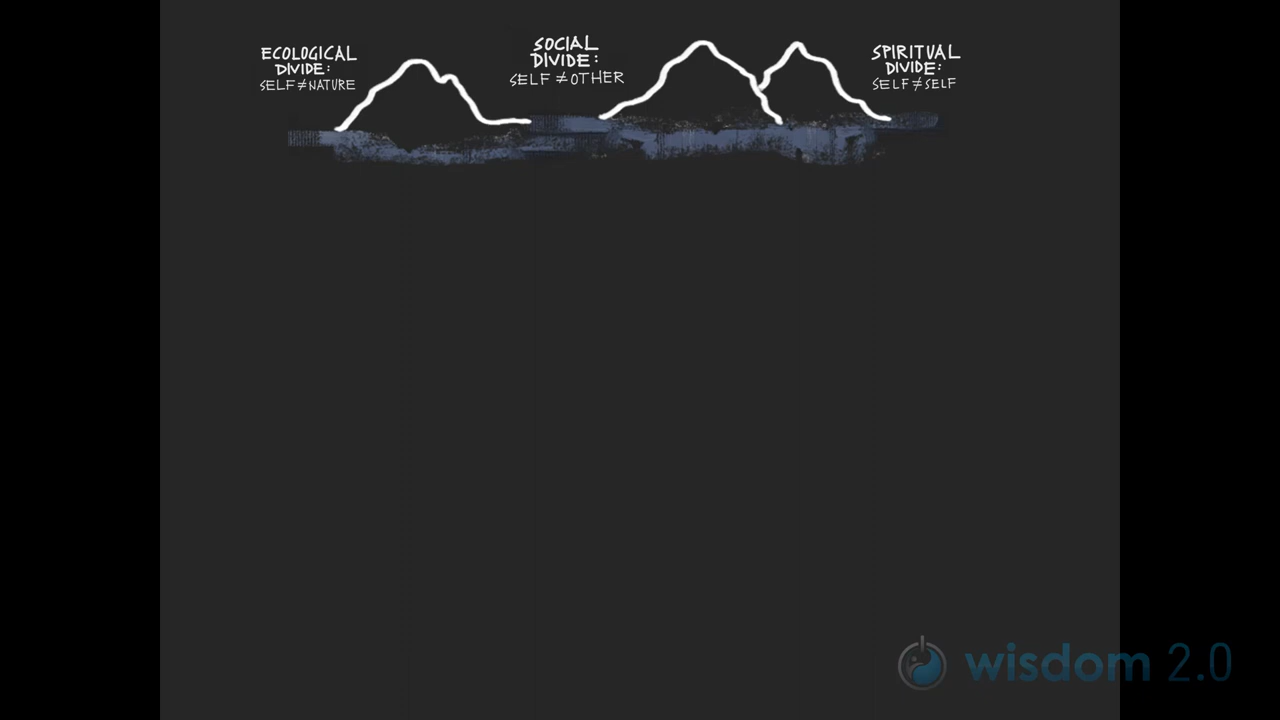 ECOLOGICAL
DIVIDE:
SELF≠NATURE
SOCIAL
DIVIDE:
SELF ≠ OTHER
SPIRITUAL
DIVIDE:
SELF≠SELF
wisdom 2.0